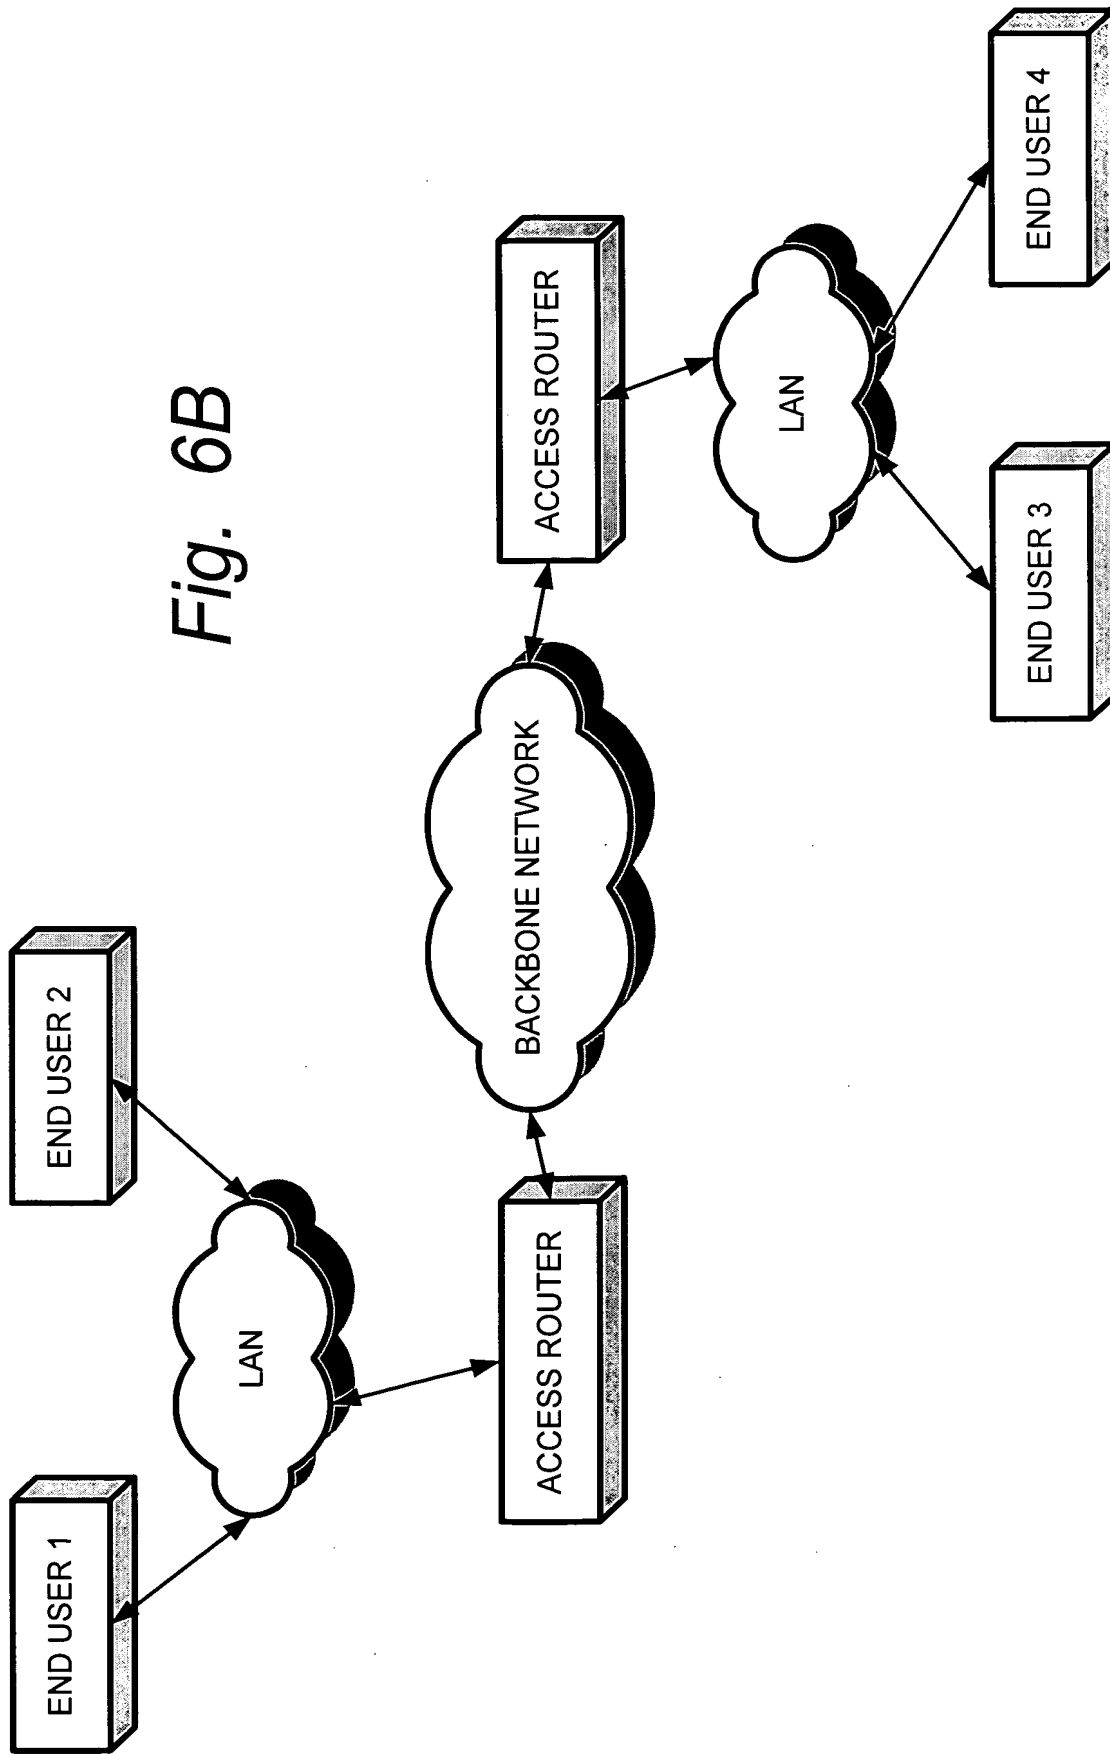 END USER 1
END USER 2
LAN
Fig. 6B
ACCESS ROUTER
BACKBONE NETWORK
ACCESS ROUTER
LAN
END USER 3
END USER 4